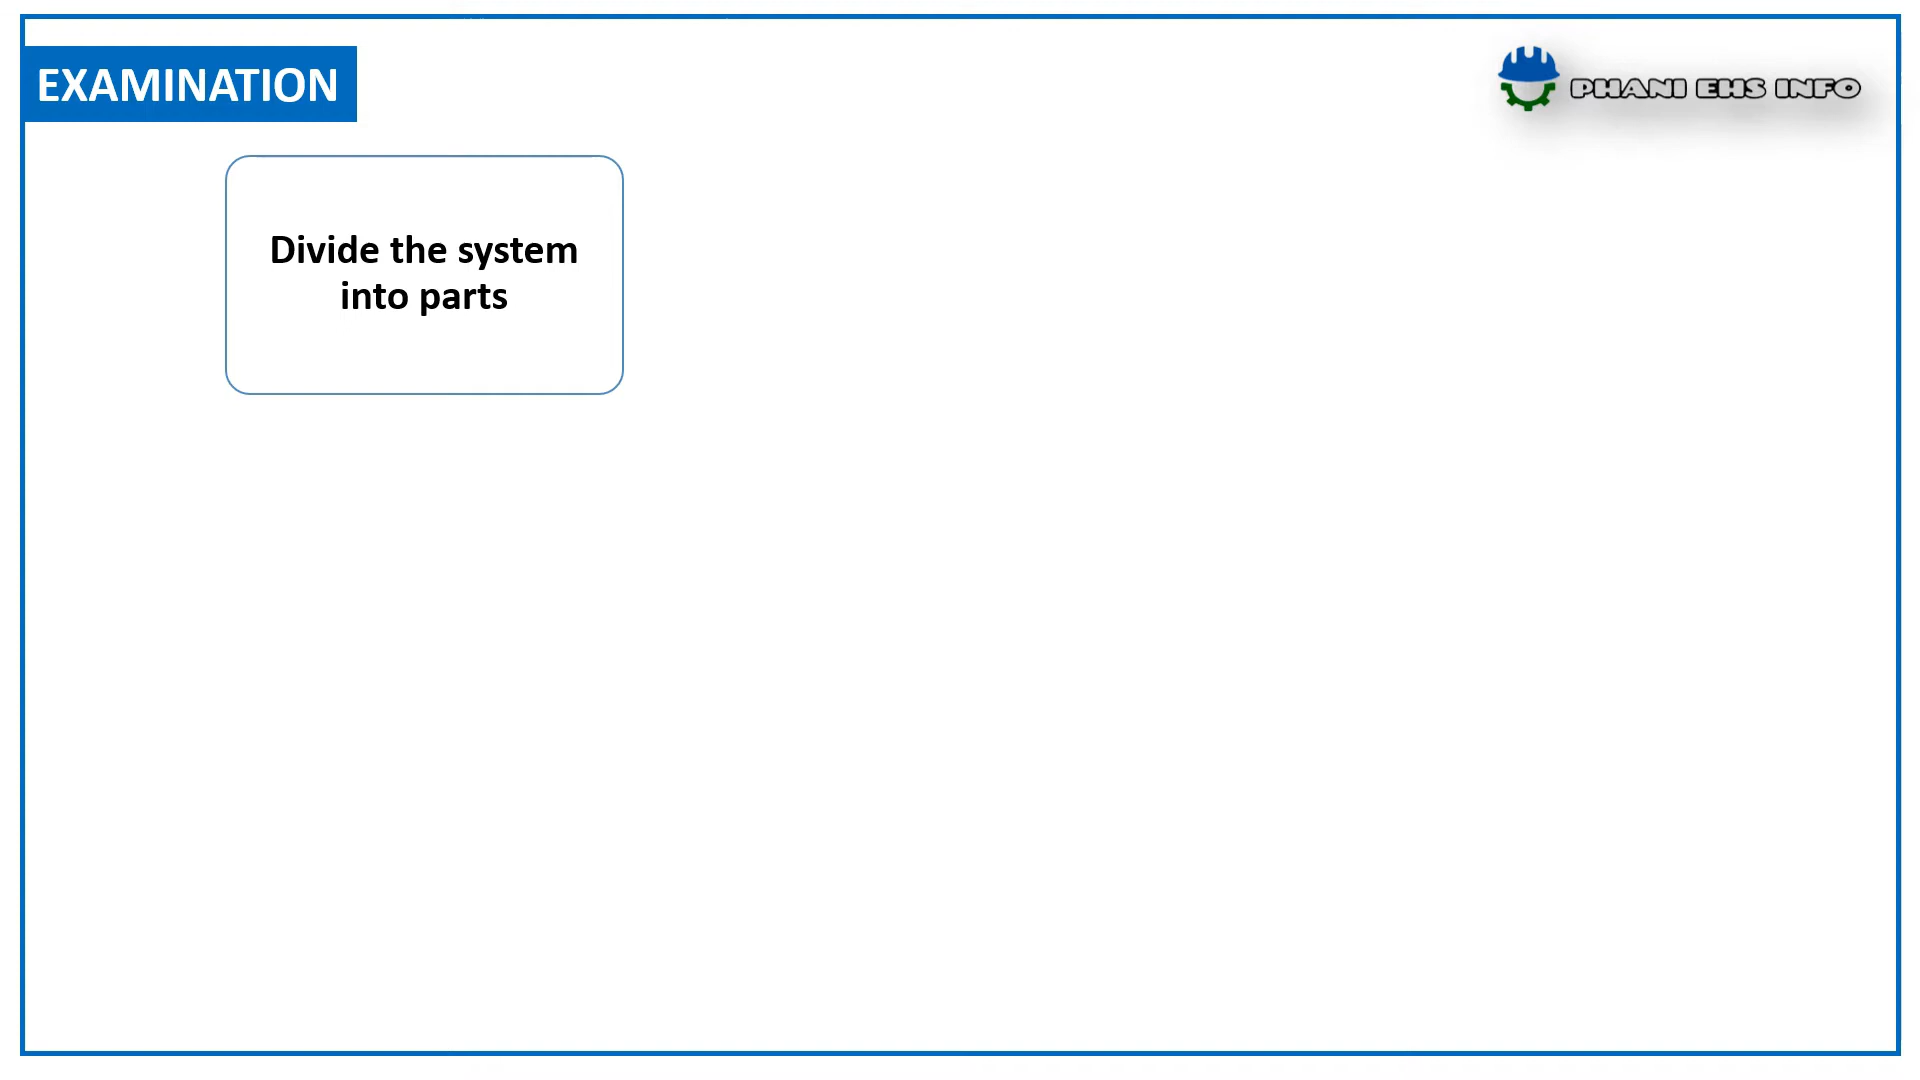 EXAMINATION
PHANI EHS INFO
Divide the system
into parts